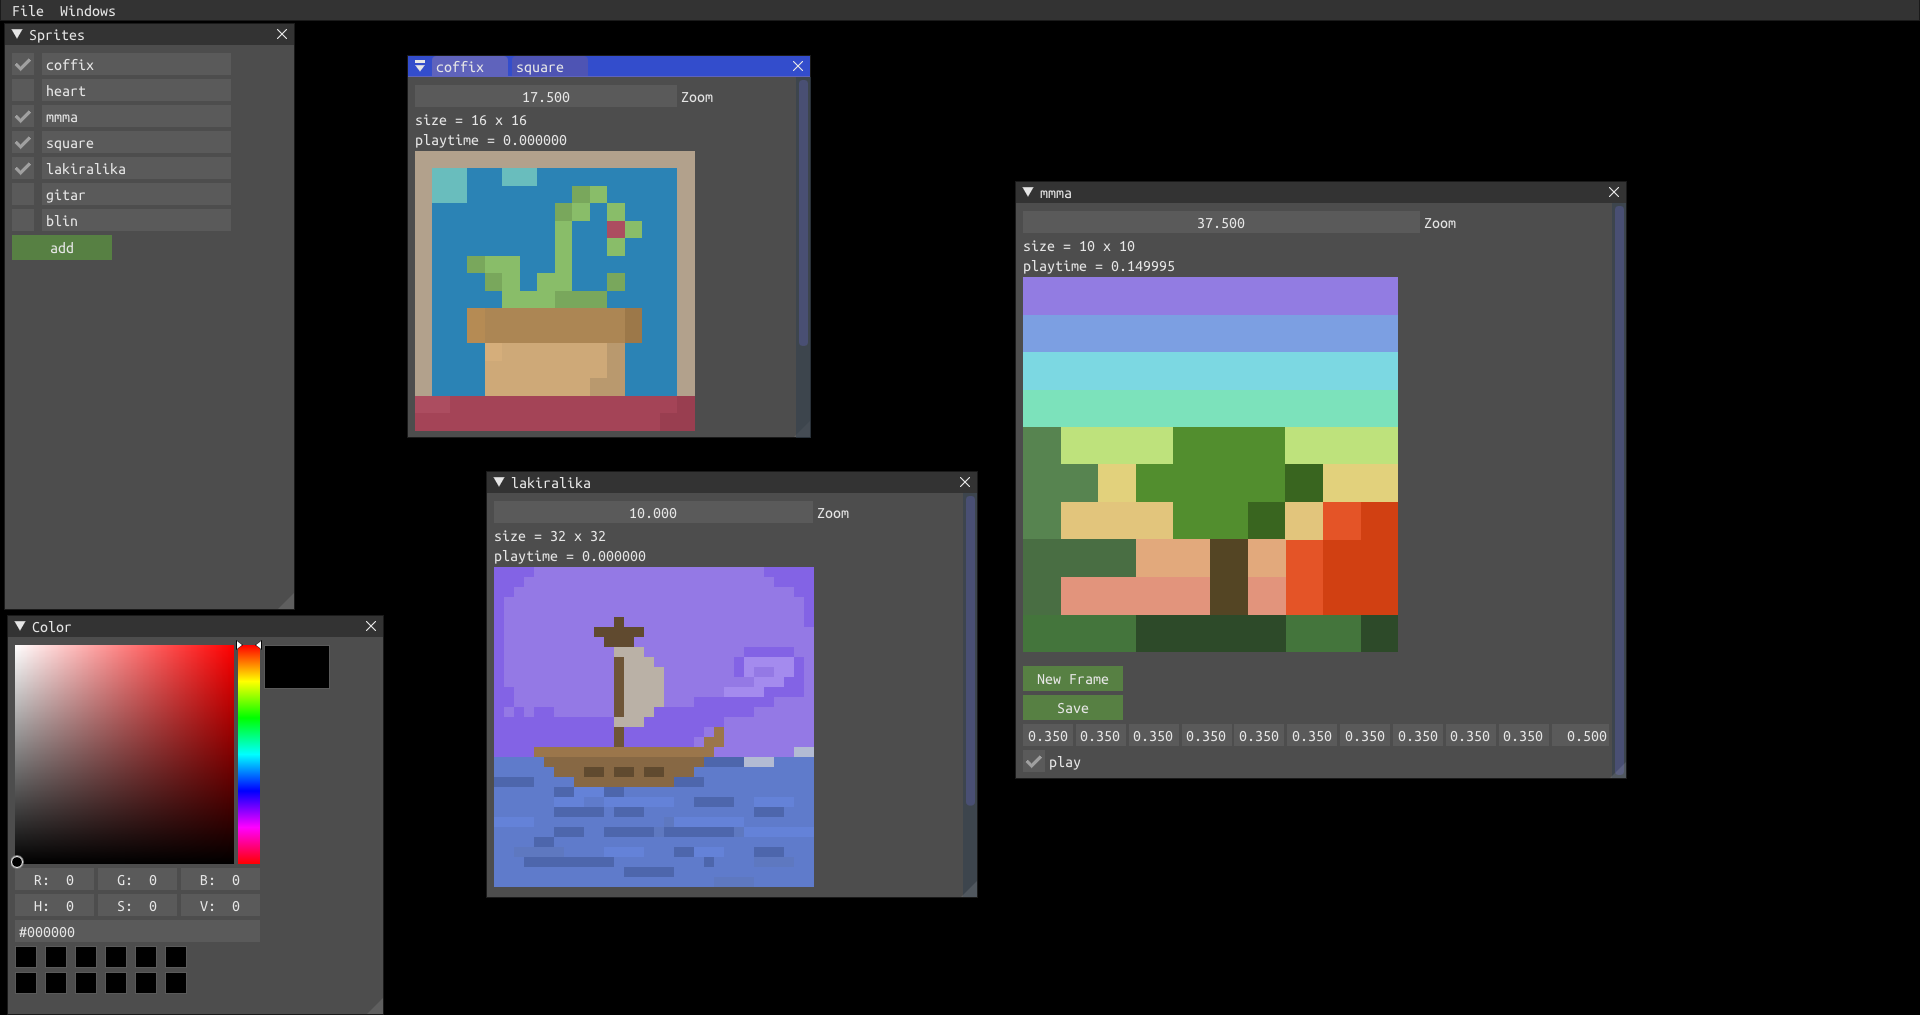 File Windows
Sprites
coffix
heart
mmma
square
lakiralika
gitar
blin
add
coffix square
17.500 Zoom
size = 16 x 16
playtime = 0.000000
lakiralika
10.000 Zoom
size = 32 x 32
playtime = 0.000000
mmma
37.500 Zoom
size = 10 x 10
playtime = 0.149995
New Frame
Save
0.350 0.350 0.350 0.350 0.350 0.350 0.350 0.350 0.350 0.350 0.500
play
Color
R: 0 G: 0 B: 0
H: 0 S: 0 V: 0
#000000